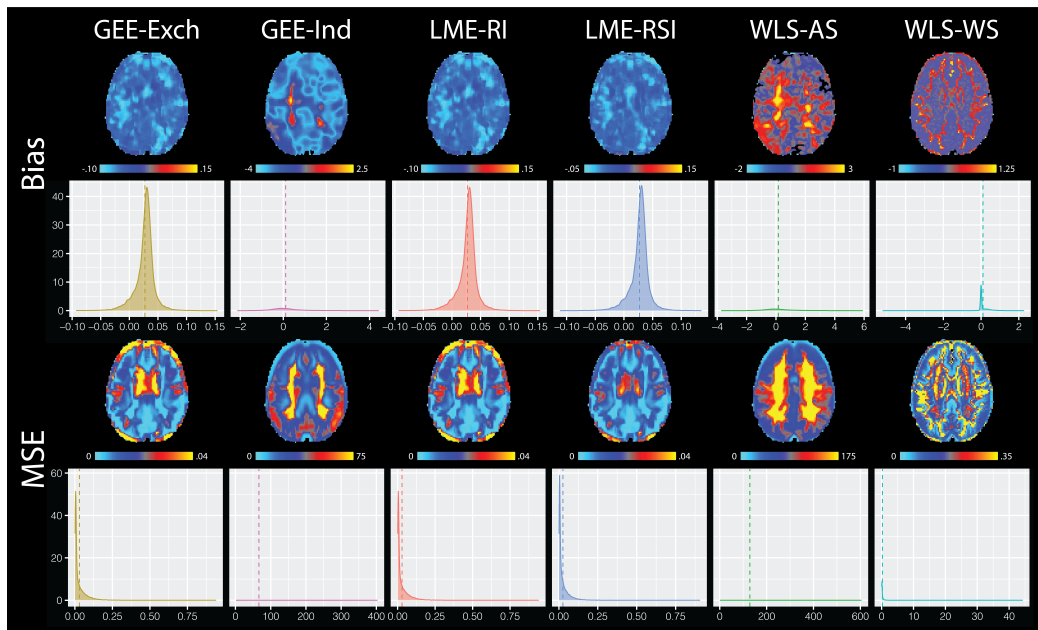 GEE-Exch GEE-Ind LME-RI LME-RSI WLS-AS WLS-WS
Bias
-.10 .15 -4 2.5 -.10 .15 -.05 .15 -2 3 -1 1.25
40
30
20
10
0
-0.10 -0.05 0.00 0.05 0.10 0.15 -2 0 2 4 -0.10 -0.05 0.00 0.05 0.10 0.15 -0.05 0.00 0.05 0.10 -4 -2 0 2 4 6 -4 -2 0 2
MSE
0 .04 0 75 0 .04 0 .04 0 175 0 .35
60
40
20
0
0.00 0.25 0.50 0.75 0 100 200 300 400 0.00 0.25 0.50 0.75 0.00 0.25 0.50 0.75 0 200 400 600 0 10 20 30 40